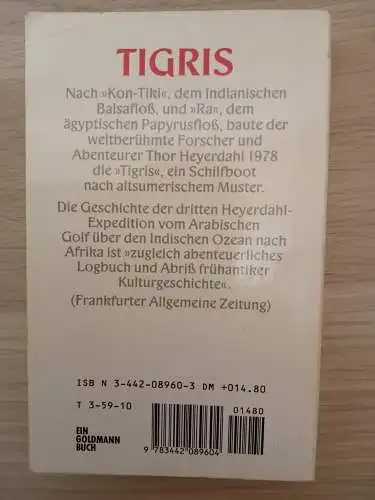 TIGRIS
Nach »Kon-Tiki«, dem indianischen
Balsafloß, und »Ra«, dem
ägyptischen Papyrusfloß, baute der
weltberühmte Forscher und
Abenteurer Thor Heyerdahl 1978
die »Tigris«, ein Schilfboot
nach altsumerischem Muster.
Die Geschichte der dritten Heyerdahl-
Expedition vom Arabischen
Golf über den Indischen Ozean nach
Afrika ist »zugleich abenteuerliches
Logbuch und Abriß frühantiker
Kulturgeschichte«.
(Frankfurter Allgemeine Zeitung)
ISB N 3-442-08960-3 DM +014.80
T 3-59-10
01480
EIN
GOLDMANN
BUCH
9 783442 089604